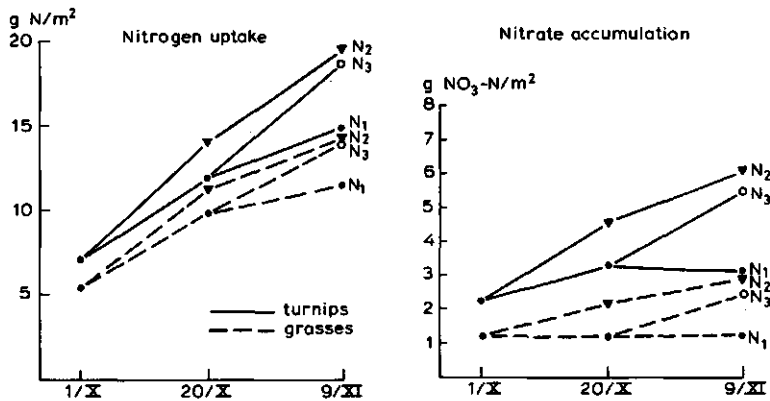 g N/m²
Nitrogen uptake
20
15
10
5
N₂
N₃
N₁
N₂
N₃
N₁
turnips
grasses
1/X
20/X
9/XI
Nitrate accumulation
g NO₃-N/m²
8
7
6
5
4
3
2
1
N₂
N₃
N₁
N₂
N₃
N₁
1/X
20/X
9/XI